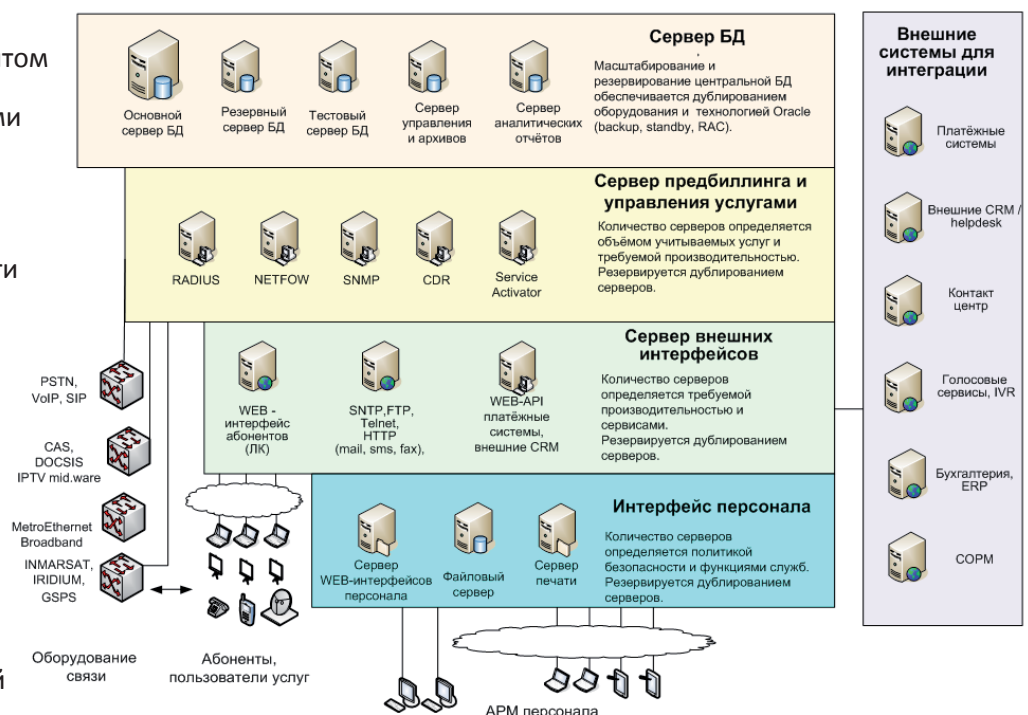 Сервер БД
Масштабирование и
резервирование центральной БД
обеспечивается дублированием
оборудования и технологией Oracle
(backup, standby, RAC).
Основной
сервер БД
Резервный
сервер БД
Тестовый
сервер БД
Сервер
управления
и архивов
Сервер
аналитических
отчётов
Сервер предбиллинга и
управления услугами
Количество серверов определяется
объёмом учитываемых услуг и
требуемой производительностью.
Резервируется дублированием
серверов.
RADIUS
NETFOW
SNMP
CDR
Service
Activator
Сервер внешних
интерфейсов
Количество серверов
определяется требуемой
производительностью и
сервисами.
Резервируется дублированием
серверов.
WEB -
интерфейс
абонентов
(ЛК)
SNTP,FTP,
Telnet,
HTTP
(mail, sms, fax),
WEB-API
платёжные
системы,
внешние CRM
Интерфейс персонала
Количество серверов
определяется политикой
безопасности и функциями служб.
Резервируется дублированием
серверов.
Сервер
WEB-интерфейсов
персонала
Файловый
сервер
Сервер
печати
PSTN,
VoIP, SIP
CAS,
DOCSIS
IPTV mid.ware
MetroEthernet
Broadband
INMARSAT,
IRIDIUM,
GSPS
Оборудование
связи
Абоненты,
пользователи услуг
АРМ персонала
Внешние
системы для
интеграции
Платёжные
системы
Внешние CRM /
helpdesk
Контакт
центр
Голосовые
сервисы, IVR
Бухгалтерия,
ERP
СОРМ